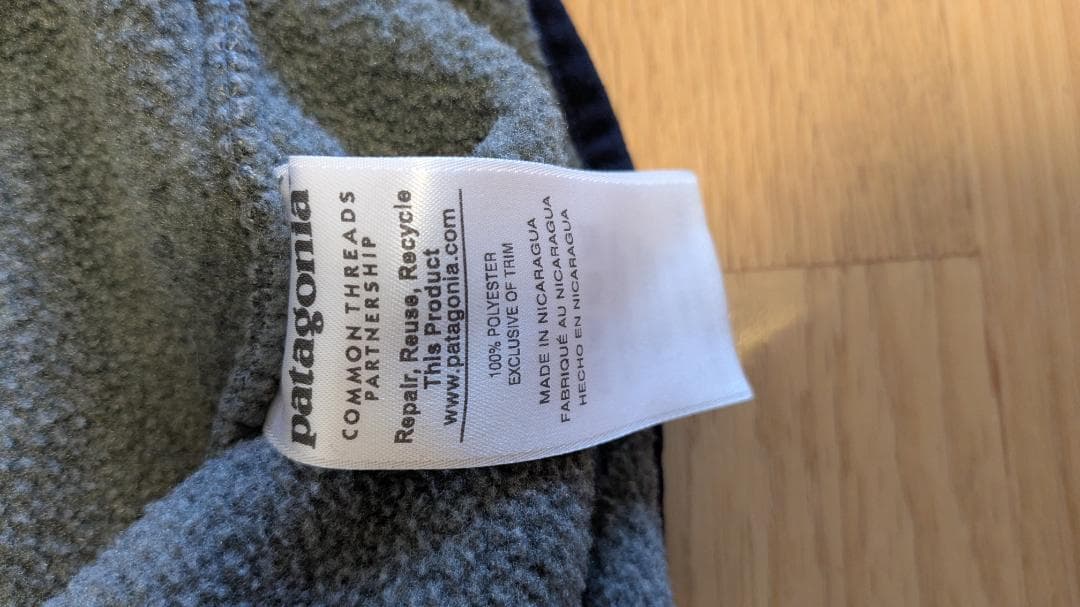 patagonia
COMMON THREADS
PARTNERSHIP
Repair, Reuse, Recycle
This Product
www.patagonia.com
100% POLYESTER
EXCLUSIVE OF TRIM
MADE IN NICARAGUA
FABRIQUÉ AU NICARAGUA
HECHO EN NICARAGUA